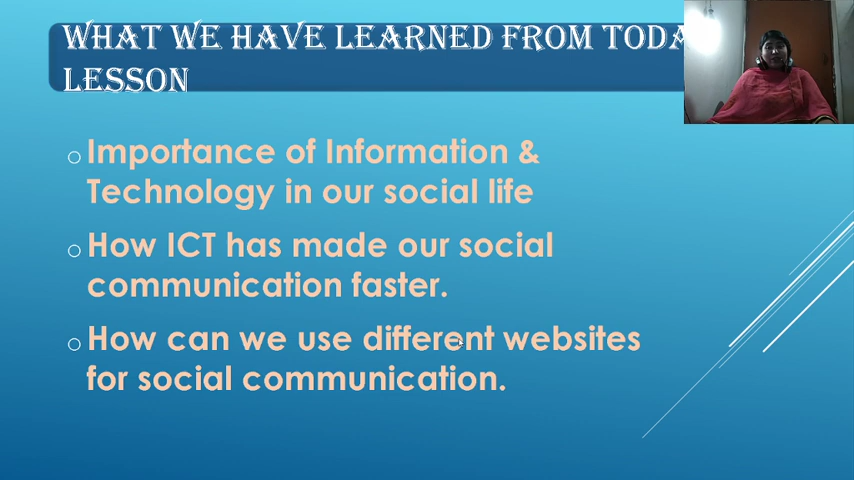 WHAT WE HAVE LEARNED FROM
LESSON
Importance of Information &
Technology in our social life
How ICT has made our social
communication faster.
How can we use different websites
for social communication.